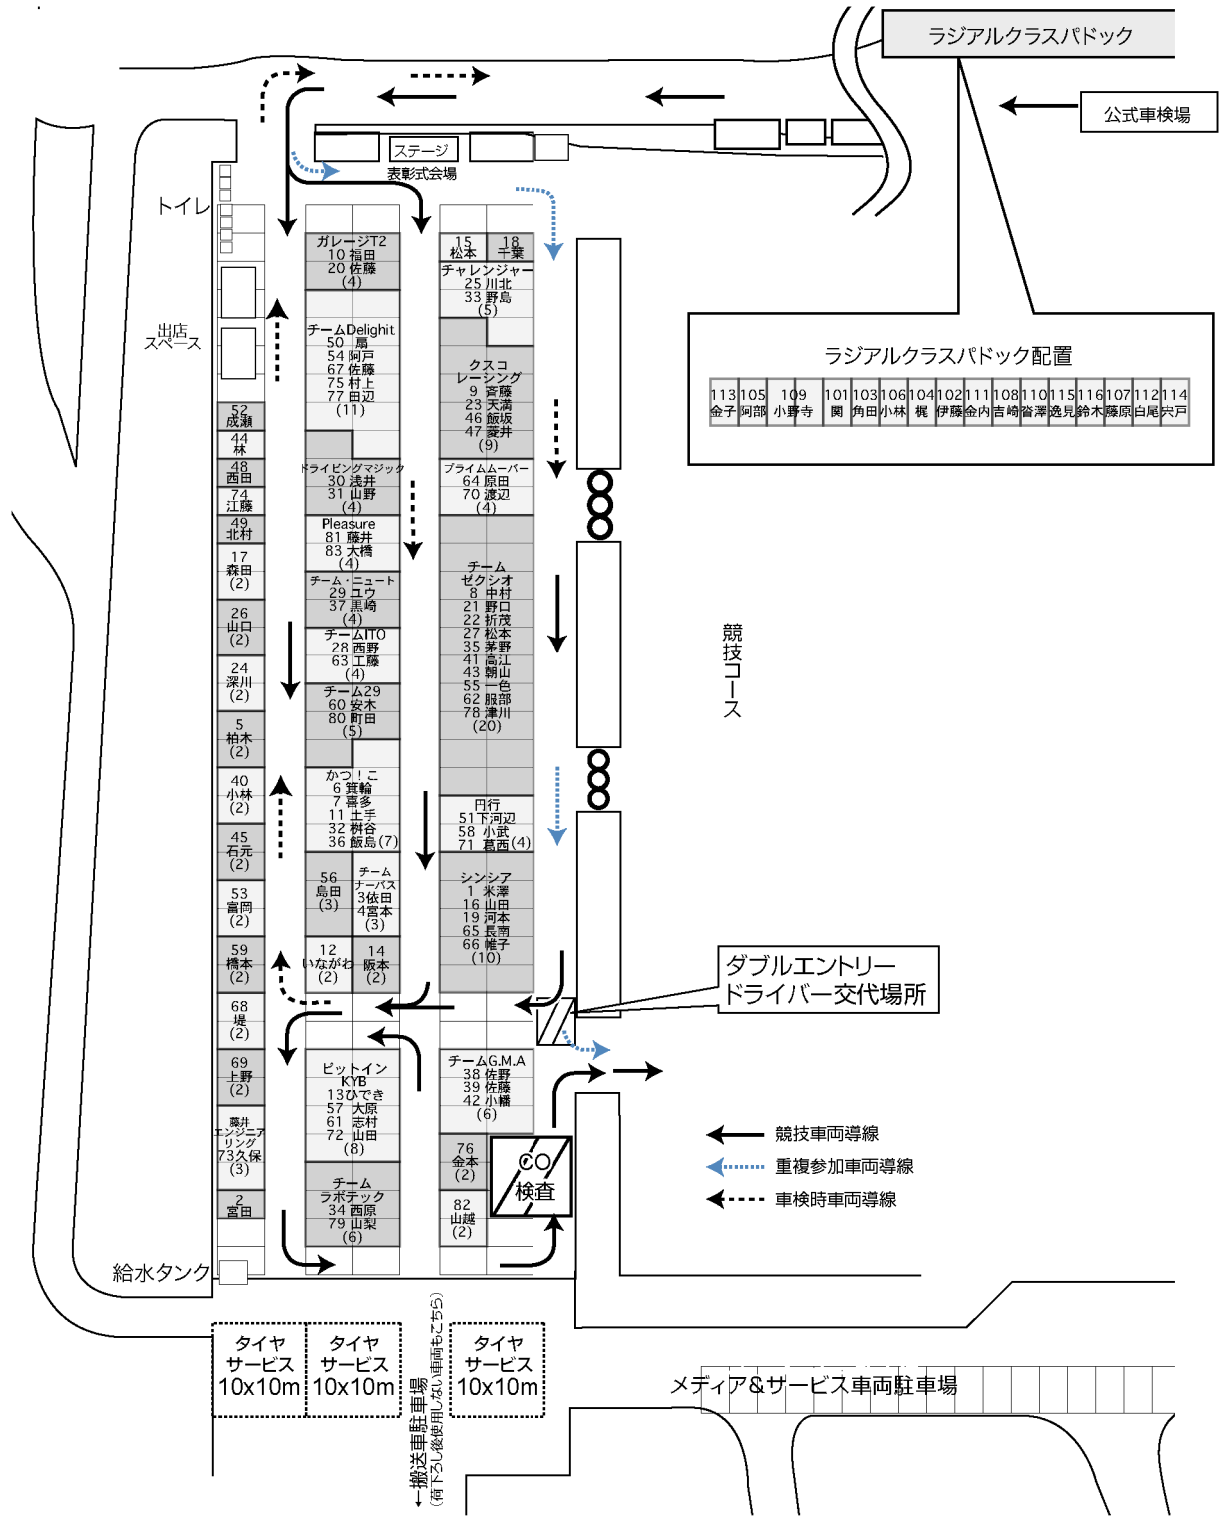 ラジアルクラスパドック
公式車検場
ステージ
表彰式会場
トイレ
出店
スペース
52
成瀬
44
林
48
西田
74
江藤
49
北村
17
森田
(2)
26
山口
(2)
24
深川
(2)
5
柏木
(2)
40
小林
(2)
45
石元
(2)
53
富岡
(2)
59
橋本
(2)
68
堤
(2)
69
上野
(2)
藤井
エンジニア
リング
73久保
(3)
2
宮田
給水タンク
ガレージT2
10 福田
20 佐藤
(4)
チームDelighit
50 扇
54 阿戸
67 佐藤
75 村上
77 田辺
(11)
ドライビングマジック
30 浅井
31 山野
(4)
Pleasure
81 藤井
83 大橋
(4)
チーム・ニュート
29 ユウ
37 黒崎
(4)
チームITO
28 西野
63 工藤
(4)
チーム29
60 安木
80 町田
(5)
かつ！こ
6 箕輪
7 喜多
11 土手
32 桝谷
36 飯島(7)
56
島田
(3)
チーム
ナーバス
3依田
4宮本
(3)
12
いながわ
(2)
14
阪本
(2)
ピットイン
KYB
13ひでき
57 大原
61 志村
72 山田
(8)
チーム
ラボテック
34 西原
79 山梨
(6)
15
松本
18
千葉
チャレンジャー
25 川北
33 野島
(5)
クスコ
レーシング
9 斉藤
23 天満
46 飯坂
47 菱井
(9)
プライムムーバー
64 原田
70 渡辺
(4)
チーム
ゼクシオ
8 中村
21 野口
22 折茂
27 松本
35 茅野
41 高江
43 朝山
55 一色
62 服部
78 津川
(20)
円行
51下河辺
58 小武
71 葛西(4)
シンシア
1 米澤
16 山田
19 河本
65 長南
66 帷子
(10)
チームG.M.A
38 佐野
39 佐藤
42 小幡
(6)
76
金本
(2)
82
山越
(2)
CO
検査
ラジアルクラスパドック配置
113 105 109 101 103 106 104 102 111 108 110 115 116 107 112 114
金子 阿部 小野寺 関 角田 小林 梶 伊藤 金内 吉崎 沓澤 逸見 鈴木 藤原 白尾 宍戸
競技コース
ダブルエントリー
ドライバー交代場所
競技車両導線
重複参加車両導線
車検時車両導線
タイヤ
サービス
10x10m
タイヤ
サービス
10x10m
タイヤ
サービス
10x10m
←搬送車駐車場
(荷下ろし後使用しない車両もこちら)
メディア&サービス車両駐車場